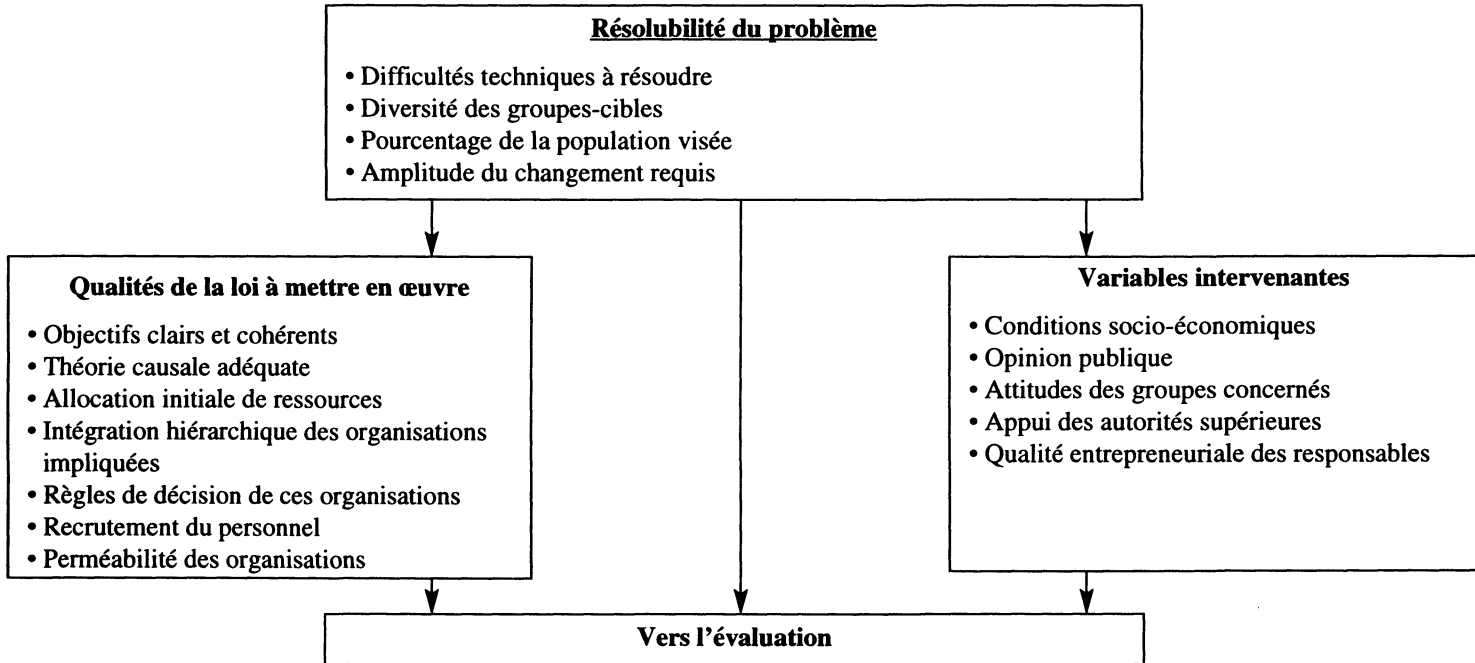 Résolubilité du problème
• Difficultés techniques à résoudre
• Diversité des groupes-cibles
• Pourcentage de la population visée
• Amplitude du changement requis
Qualités de la loi à mettre en œuvre
• Objectifs clairs et cohérents
• Théorie causale adéquate
• Allocation initiale de ressources
• Intégration hiérarchique des organisations
impliquées
• Règles de décision de ces organisations
• Recrutement du personnel
• Perméabilité des organisations
Variables intervenantes
• Conditions socio-économiques
• Opinion publique
• Attitudes des groupes concernés
• Appui des autorités supérieures
• Qualité entrepreneuriale des responsables
Vers l'évaluation